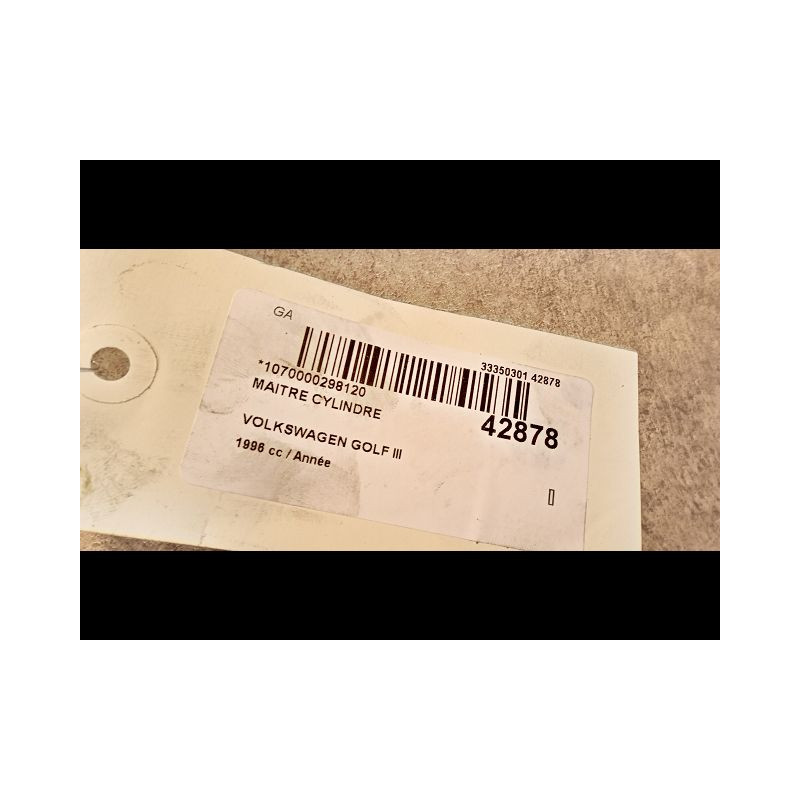 GA
33350301 42878
*1070000298120
MAITRE CYLINDRE
42878
VOLKSWAGEN GOLF III
1996 cc / Année